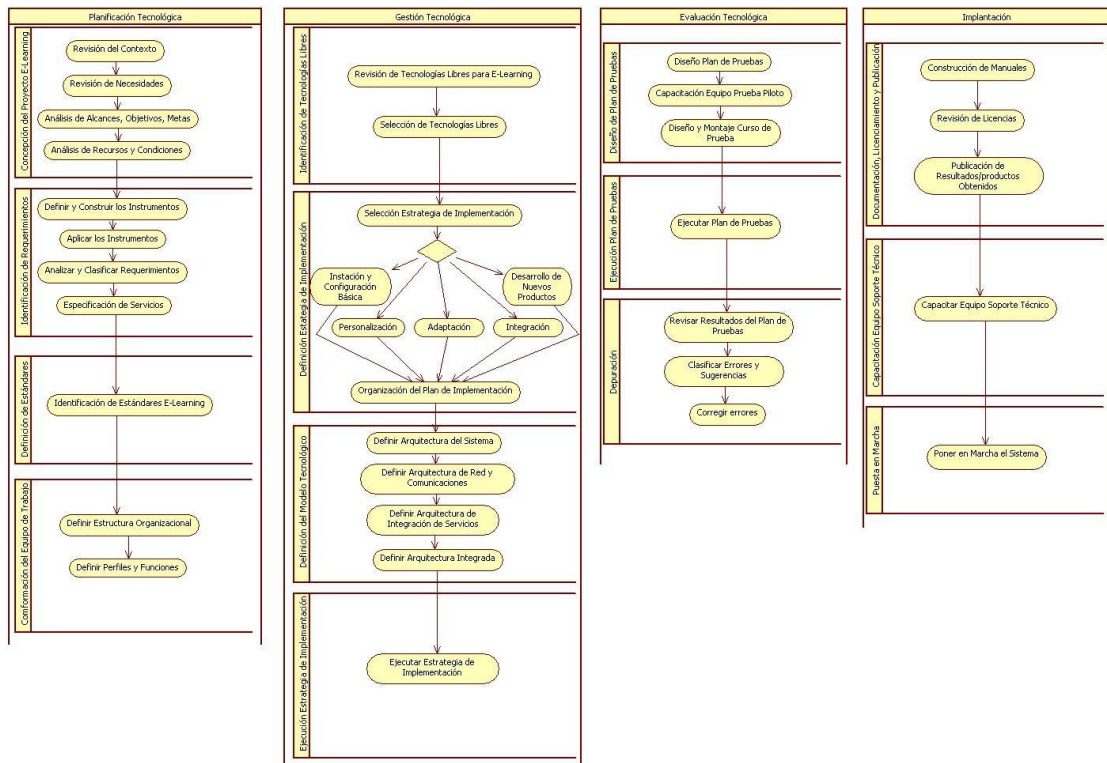 Planificación Tecnológica
Concepción del Proyecto E-Learning
Revisión del Contexto
Revisión de Necesidades
Análisis de Alcances, Objetivos, Metas
Análisis de Recursos y Condiciones
Identificación de Requerimientos
Definir y Construir los Instrumentos
Aplicar los Instrumentos
Analizar y Clasificar Requerimientos
Especificación de Servicios
Definición de Estándares
Identificación de Estándares E-Learning
Comformación del Equipo de Trabajo
Definir Estructura Organizacional
Definir Perfiles y Funciones
Gestión Tecnológica
Identificación de Tecnologías Libres
Revisión de Tecnologías Libres para E-Learning
Selección de Tecnologías Libres
Definición Estategia de Implementación
Selección Estrategia de Implementación
Instación y
Configuración
Básica
Desarrollo de
Nuevos
Productos
Personalización
Adaptación
Integración
Organización del Plan de Implementación
Definición del Modelo Tecnológico
Definir Arquitectura del Sistema
Definir Arquitectura de Red y
Comunicaciones
Definir Arquitectura de
Integración de Servicios
Definir Arquitectura Integrada
Ejecución Estrategia de Implementación
Ejecutar Estrategia de
Implementación
Evaluación Tecnológica
Diseño de Plan de Pruebas
Diseño Plan de Pruebas
Capacitación Equipo Prueba Piloto
Diseño y Montaje Curso de
Prueba
Ejecución Plan de Pruebas
Ejecutar Plan de Pruebas
Depuración
Revisar Resultados del Plan de
Pruebas
Clasificar Errores y
Sugerencias
Corregir errores
Implantación
Documentación, Licenciamiento y Publicación
Construcción de Manuales
Revisión de Licencias
Publicación de
Resultados/productos
Obtenidos
Capacitación Equipo Soporte Técnico
Capacitar Equipo Soporte Técnico
Puesta en Marcha
Poner en Marcha el Sistema